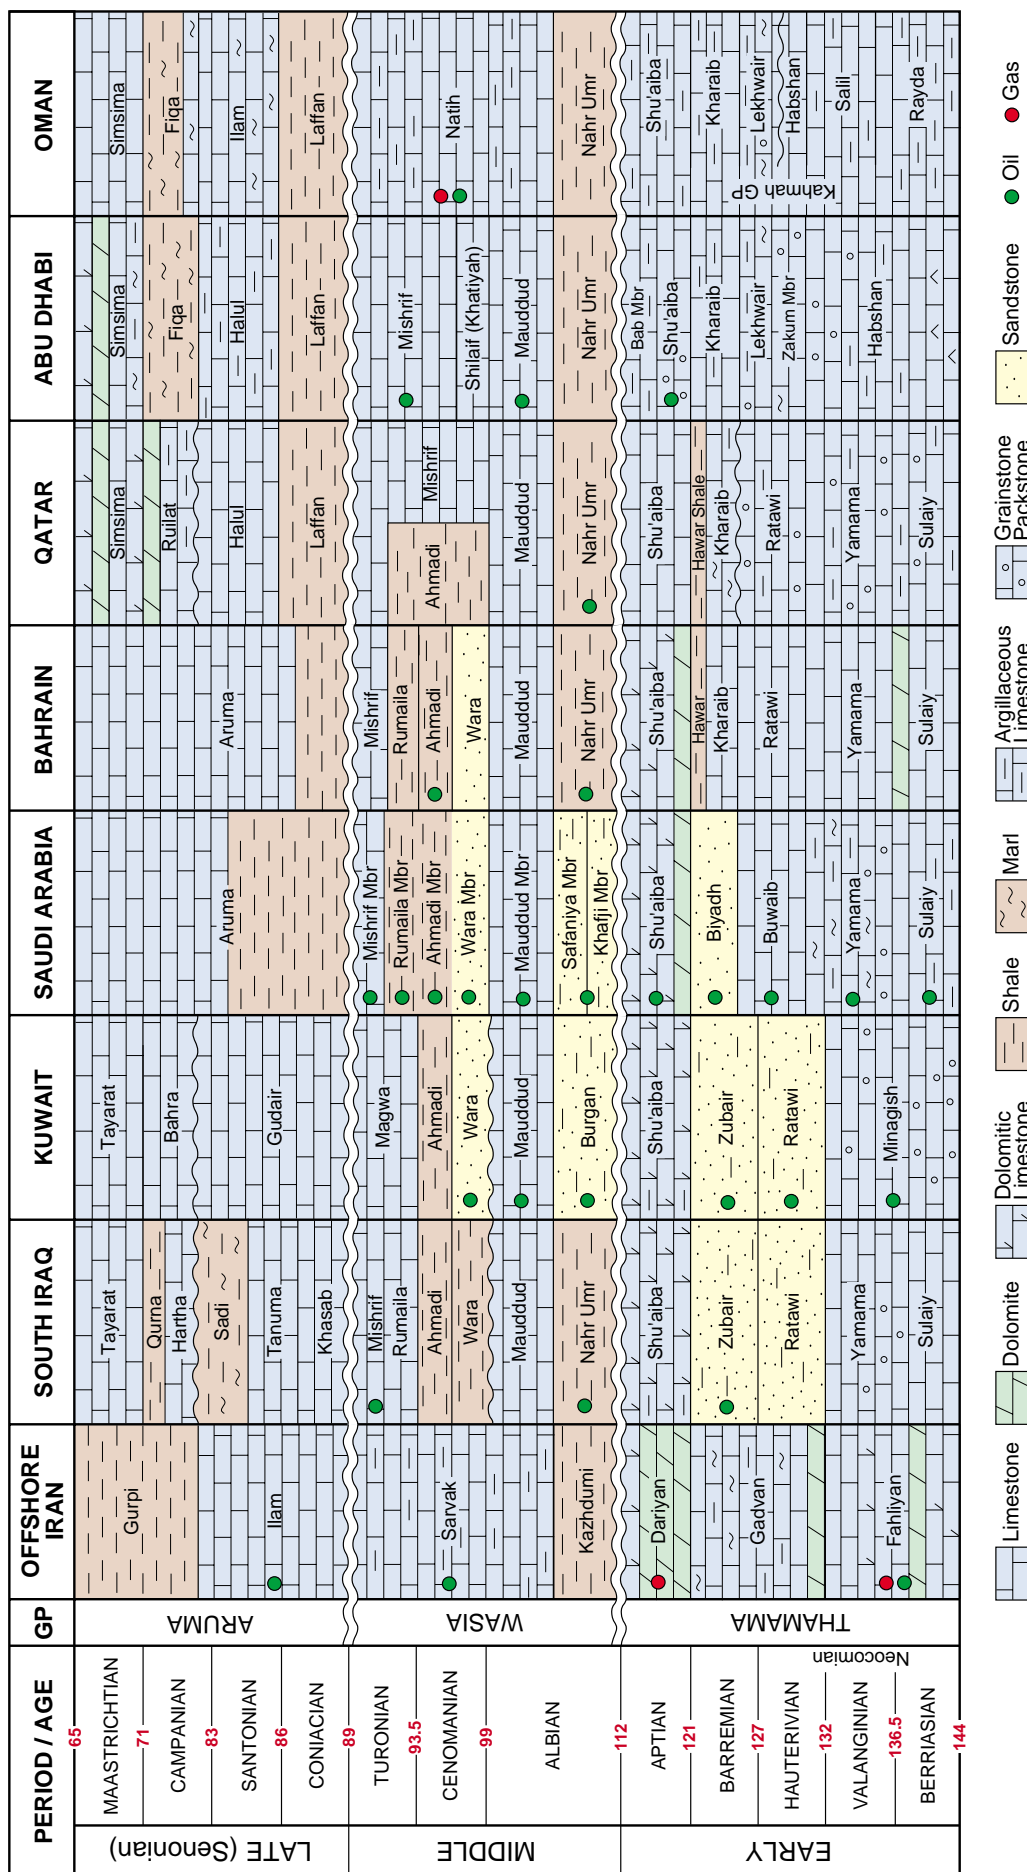 PERIOD / AGE
GP
OFFSHORE
IRAN
SOUTH IRAQ
KUWAIT
SAUDI ARABIA
BAHRAIN
QATAR
ABU DHABI
OMAN
LATE (Senonian)
MIDDLE
EARLY
65
MAASTRICHTIAN
71
CAMPANIAN
83
SANTONIAN
86
CONIACIAN
89
TURONIAN
93.5
CENOMANIAN
99
ALBIAN
112
APTIAN
121
BARREMIAN
127
HAUTERIVIAN
132
VALANGINIAN
136.5
BERRIASIAN
144
Neocomian
ARUMA
WASIA
THAMAMA
Gurpi
Ilam
Sarvak
Kazhdumi
Dariyan
Gadvan
Fahliyan
Tayarat
Qurna
Hartha
Sadi
Tanuma
Khasab
Mishrif
Rumaila
Ahmadi
Wara
Mauddud
Nahr Umr
Shu'aiba
Zubair
Ratawi
Yamama
Sulaiy
Tayarat
Bahra
Gudair
Magwa
Ahmadi
Wara
Mauddud
Burgan
Shu'aiba
Zubair
Ratawi
Minagish
Aruma
Mishrif Mbr
Rumaila Mbr
Ahmadi Mbr
Wara Mbr
Mauddud Mbr
Safaniya Mbr
Khafji Mbr
Shu'aiba
Biyadh
Buwaib
Yamama
Sulaiy
Aruma
Mishrif
Rumaila
Ahmadi
Wara
Mauddud
Nahr Umr
Shu'aiba
Hawar
Kharaib
Ratawi
Yamama
Sulaiy
Simsima
Ruilat
Halul
Laffan
Mishrif
Ahmadi
Mauddud
Nahr Umr
Shu'aiba
Hawar Shale
Kharaib
Ratawi
Yamama
Sulaiy
Simsima
Fiqa
Halul
Laffan
Mishrif
Shilaif (Khatiyah)
Mauddud
Nahr Umr
Bab Mbr
Shu'aiba
Kharaib
Lekhwair
Zakum Mbr
Habshan
Simsima
Fiqa
Ilam
Laffan
Natih
Nahr Umr
Shu'aiba
Kharaib
Lekhwair
Habshan
Kahmah GP
Salil
Rayda
Limestone
Dolomite
Dolomitic
Limestone
Shale
Marl
Argillaceous
Limestone
Grainstone
Packstone
Sandstone
Oil
Gas